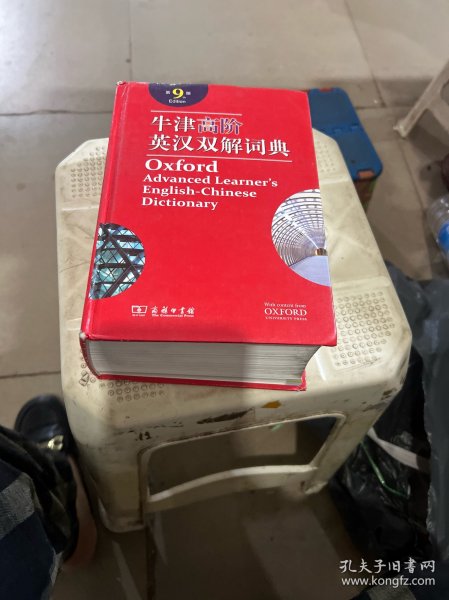 第9版
Edition
牛津高阶
英汉双解词典
Oxford
Advanced Learner's
English-Chinese
Dictionary
商务印书馆
The Commercial Press
With content from
OXFORD
UNIVERSITY PRESS
孔夫子旧书网
www.kongfz.com